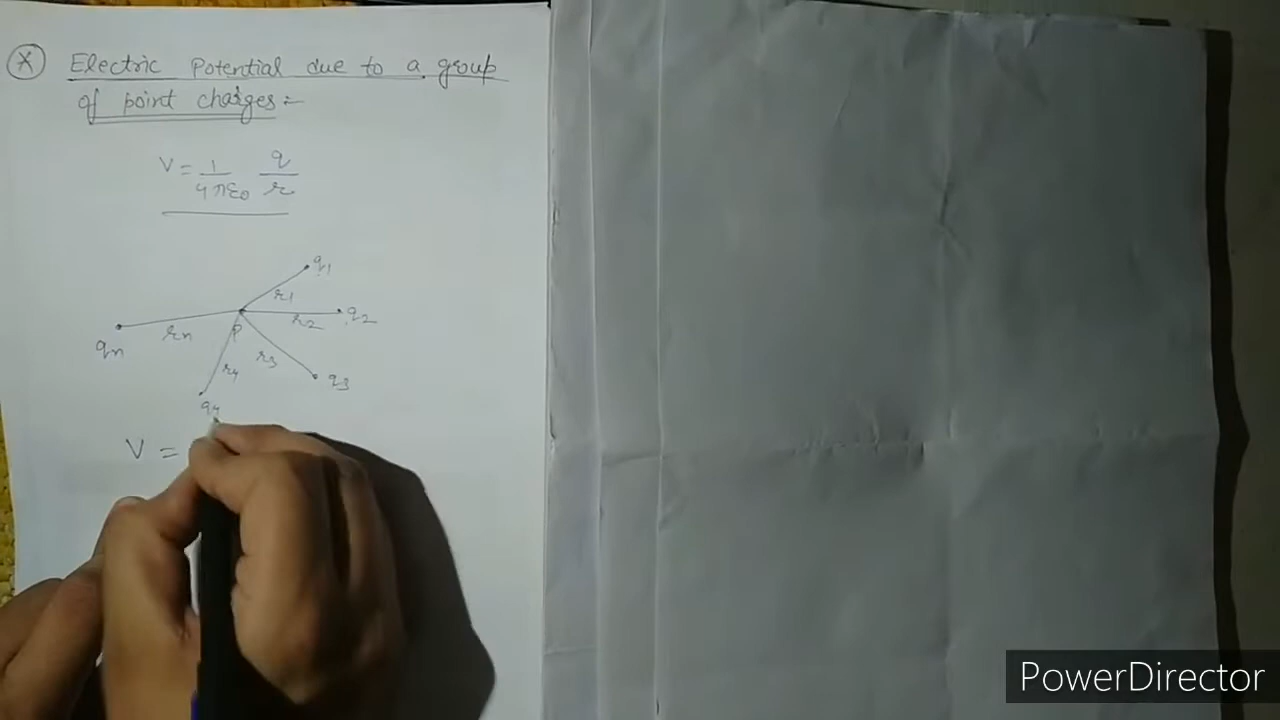 * Electric Potential due to a group
of point charges :-
V = 1/4πε0 q/r
q1
r1
r2 q2
P
rn
qn
r3
r4
q3
q4
V =
PowerDirector